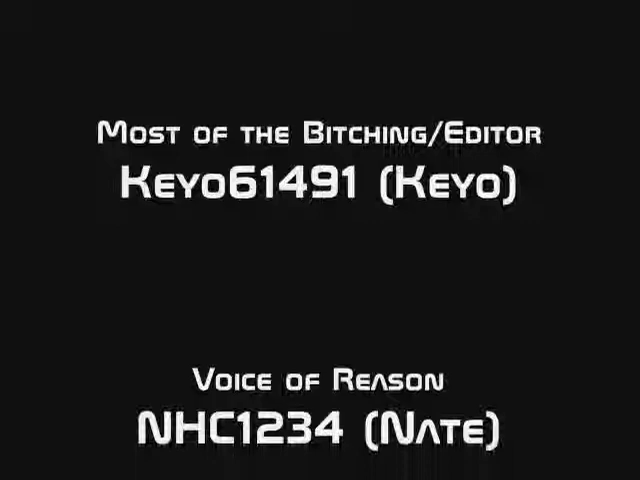 Most of the Bitching/Editor
Keyo61491 (Keyo)
Voice of Reason
NHC1234 (Nate)